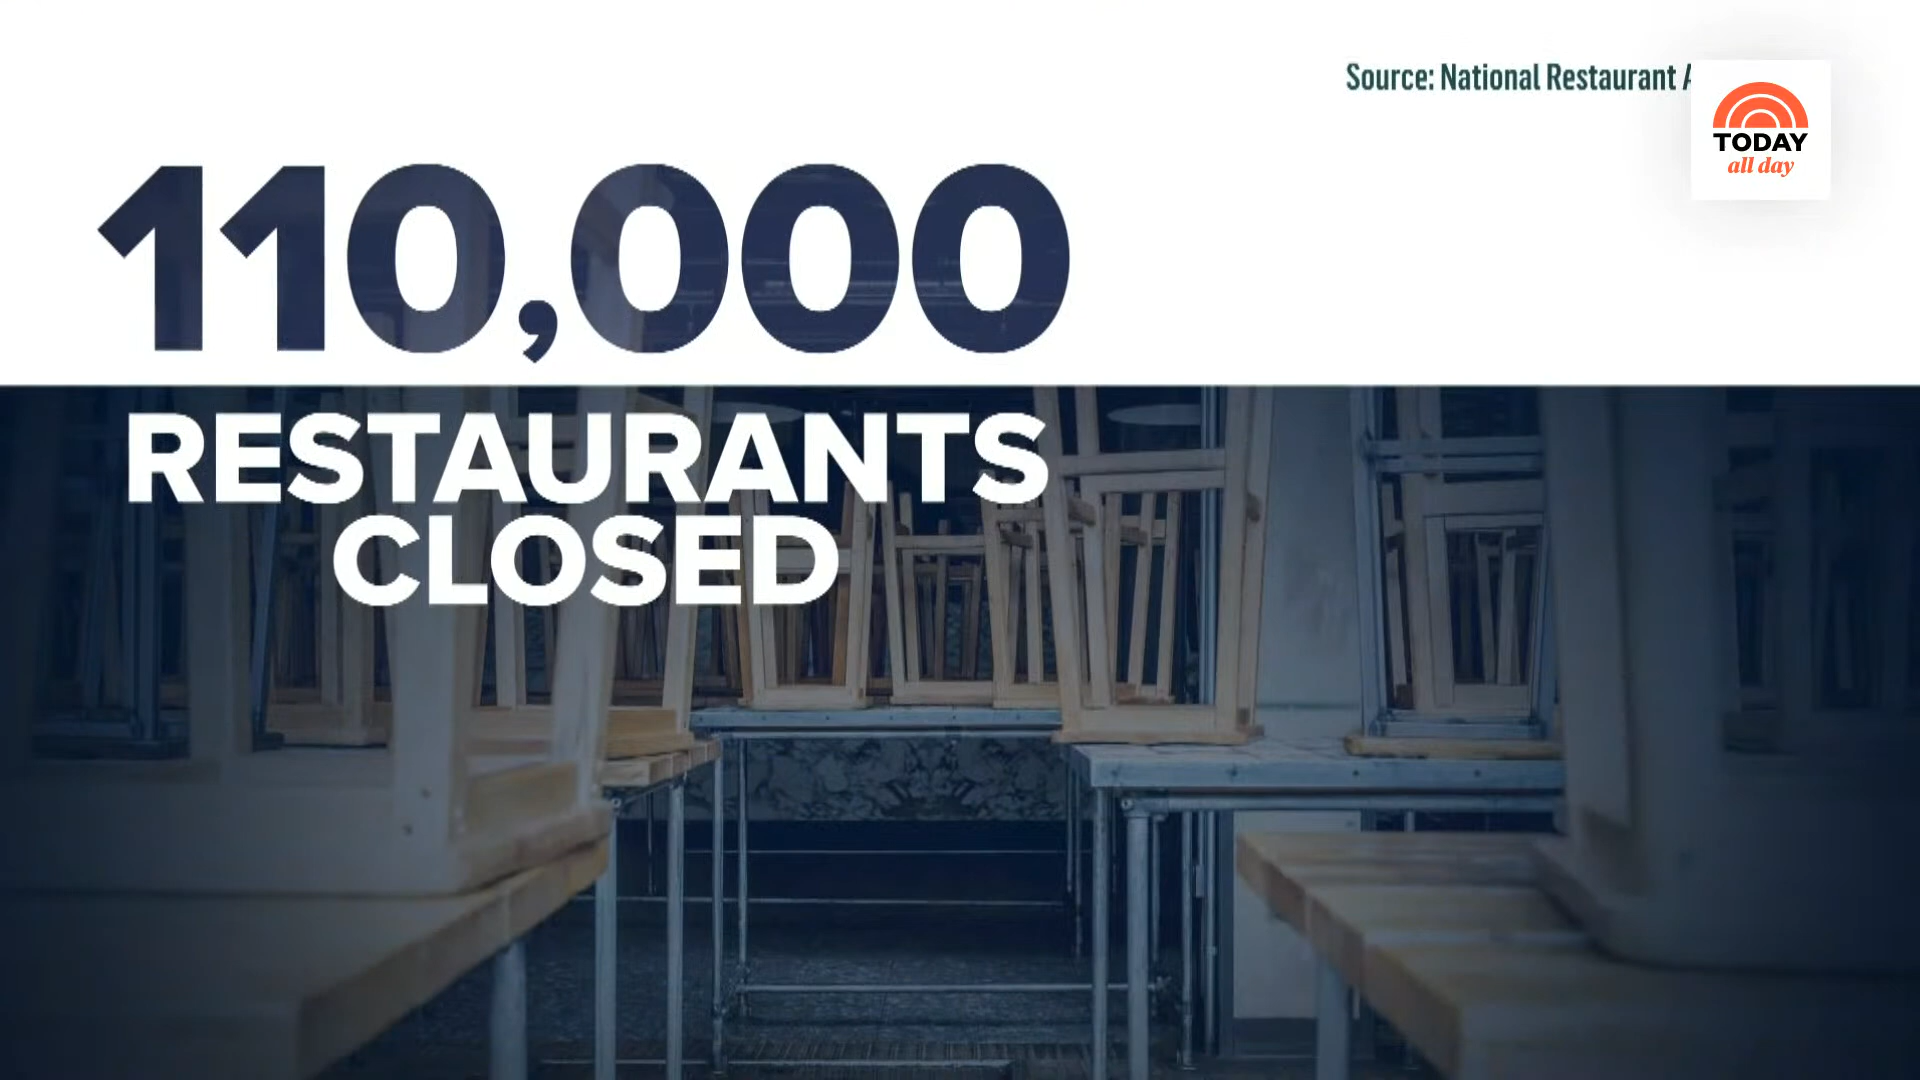 Source: National Restaurant A
TODAY
all day
110,000
RESTAURANTS
CLOSED